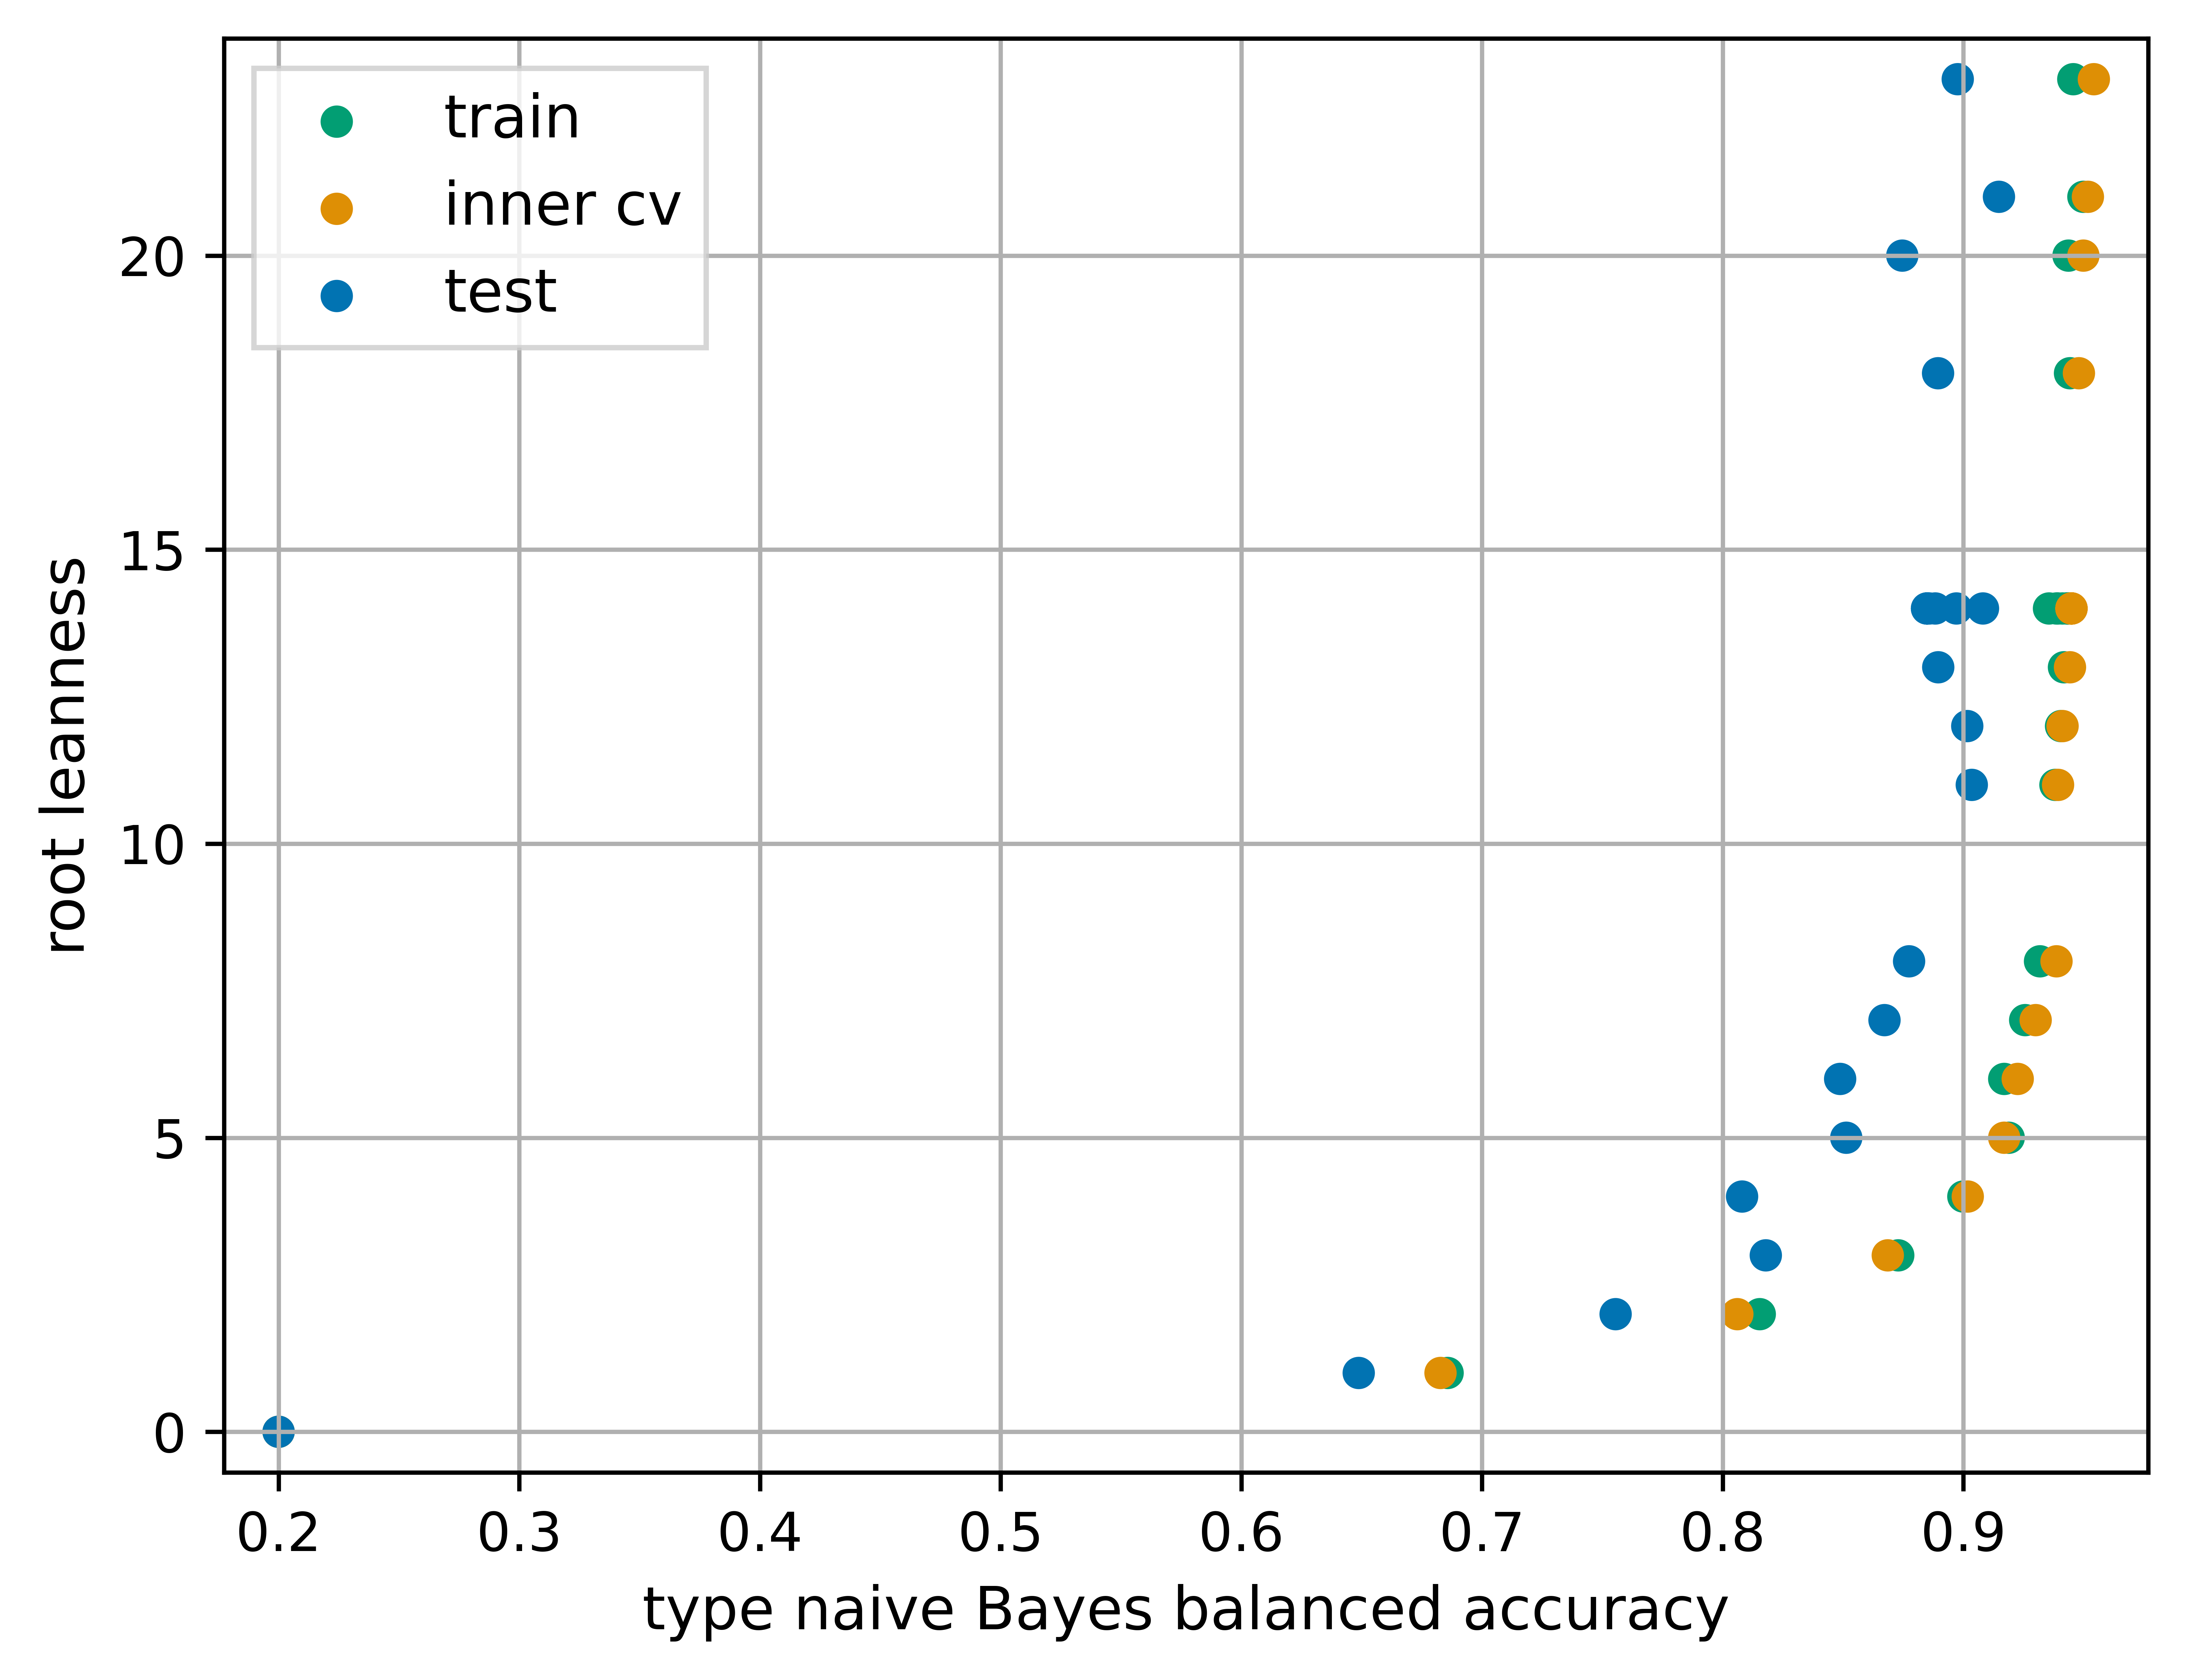 train
inner cv
test
20
15
10
5
0
root leanness
0.2 0.3 0.4 0.5 0.6 0.7 0.8 0.9
type naive Bayes balanced accuracy